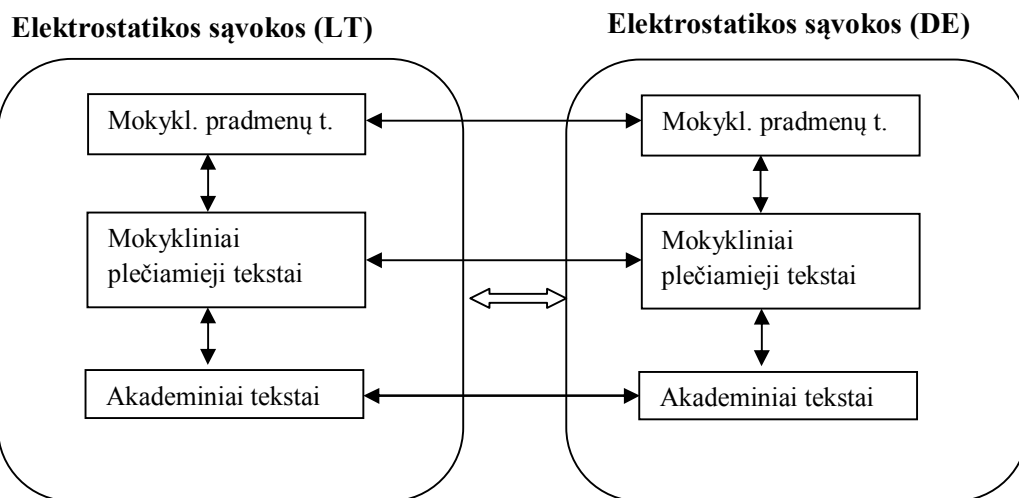 Elektrostatikos sąvokos (LT)
Elektrostatikos sąvokos (DE)
Mokykl. pradmenų t.
Mokykl. pradmenų t.
Mokykliniai
plečiamieji tekstai
Mokykliniai
plečiamieji tekstai
Akademiniai tekstai
Akademiniai tekstai